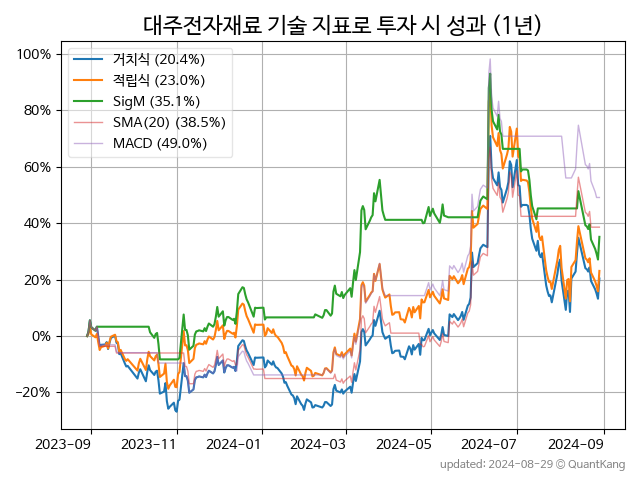 대주전자재료 기술 지표로 투자 시 성과 (1년)
100%
80%
60%
40%
20%
0%
−20%
거치식 (20.4%)
적립식 (23.0%)
SigM (35.1%)
SMA(20) (38.5%)
MACD (49.0%)
2023−09
2023−11
2024−01
2024−03
2024−05
2024−07
2024−09
updated: 2024-08-29 © QuantKang